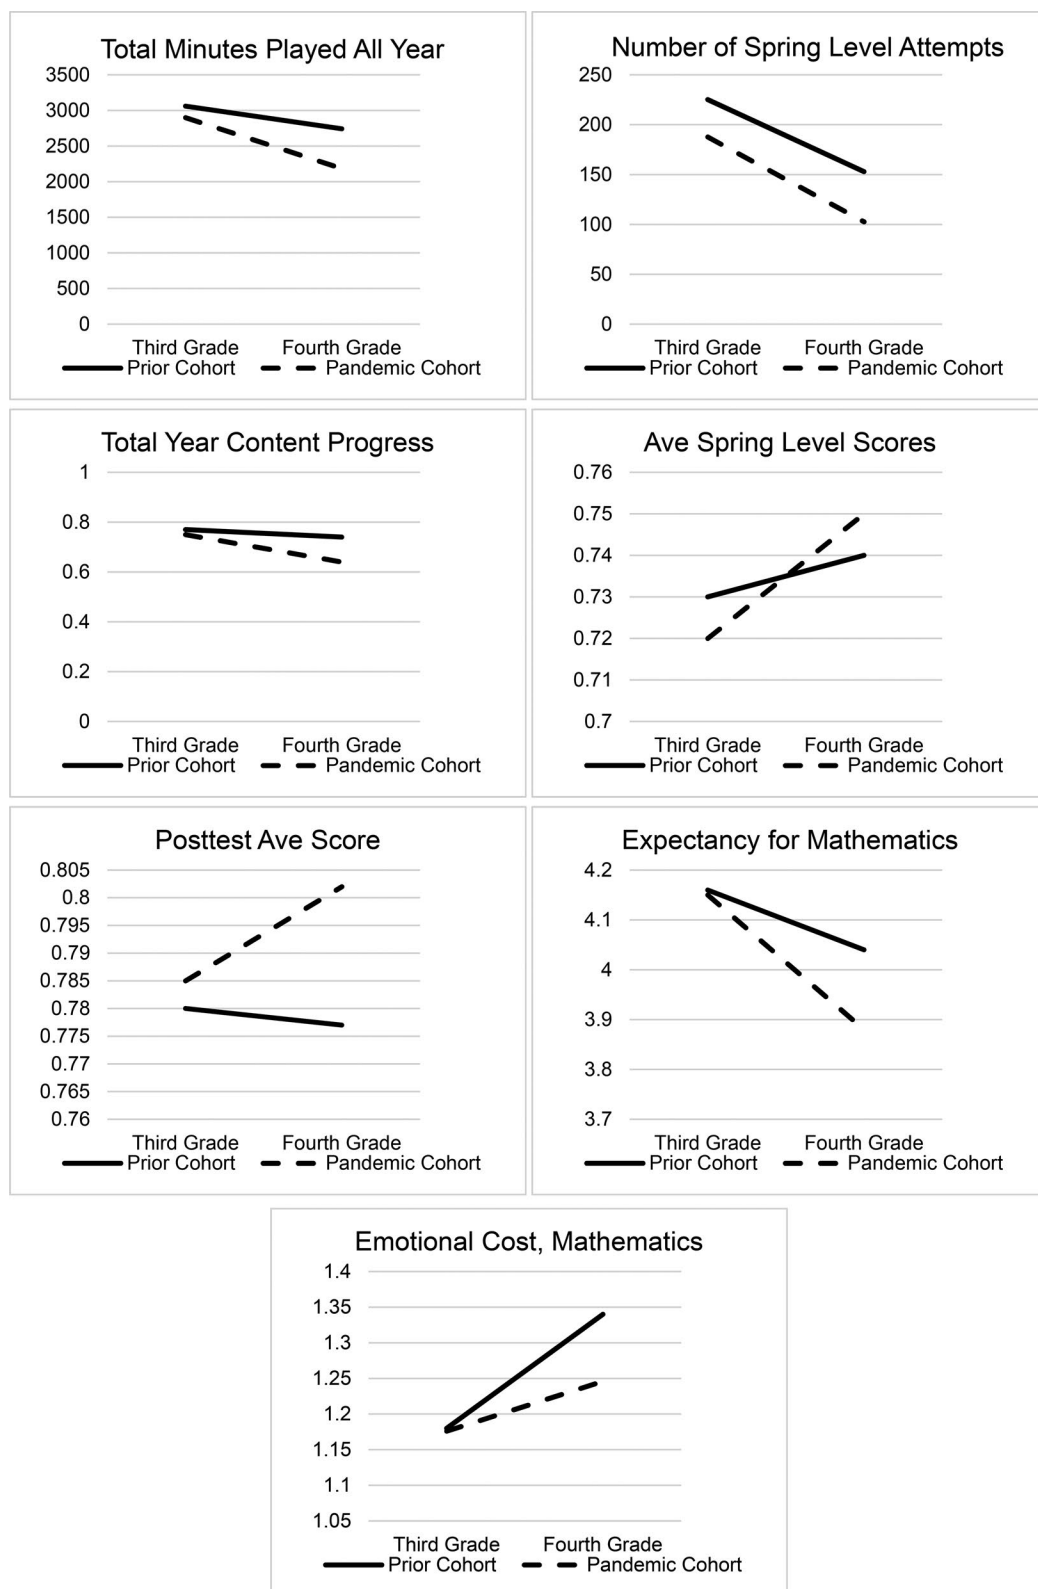 Total Minutes Played All Year
3500
3000
2500
2000
1500
1000
500
0
Third Grade Fourth Grade
Prior Cohort Pandemic Cohort
Number of Spring Level Attempts
250
200
150
100
50
0
Third Grade Fourth Grade
Prior Cohort Pandemic Cohort
Total Year Content Progress
1
0.8
0.6
0.4
0.2
0
Third Grade Fourth Grade
Prior Cohort Pandemic Cohort
Ave Spring Level Scores
0.76
0.75
0.74
0.73
0.72
0.71
0.7
Third Grade Fourth Grade
Prior Cohort Pandemic Cohort
Posttest Ave Score
0.805
0.8
0.795
0.79
0.785
0.78
0.775
0.77
0.765
0.76
Third Grade Fourth Grade
Prior Cohort Pandemic Cohort
Expectancy for Mathematics
4.2
4.1
4
3.9
3.8
3.7
Third Grade Fourth Grade
Prior Cohort Pandemic Cohort
Emotional Cost, Mathematics
1.4
1.35
1.3
1.25
1.2
1.15
1.1
1.05
Third Grade Fourth Grade
Prior Cohort Pandemic Cohort